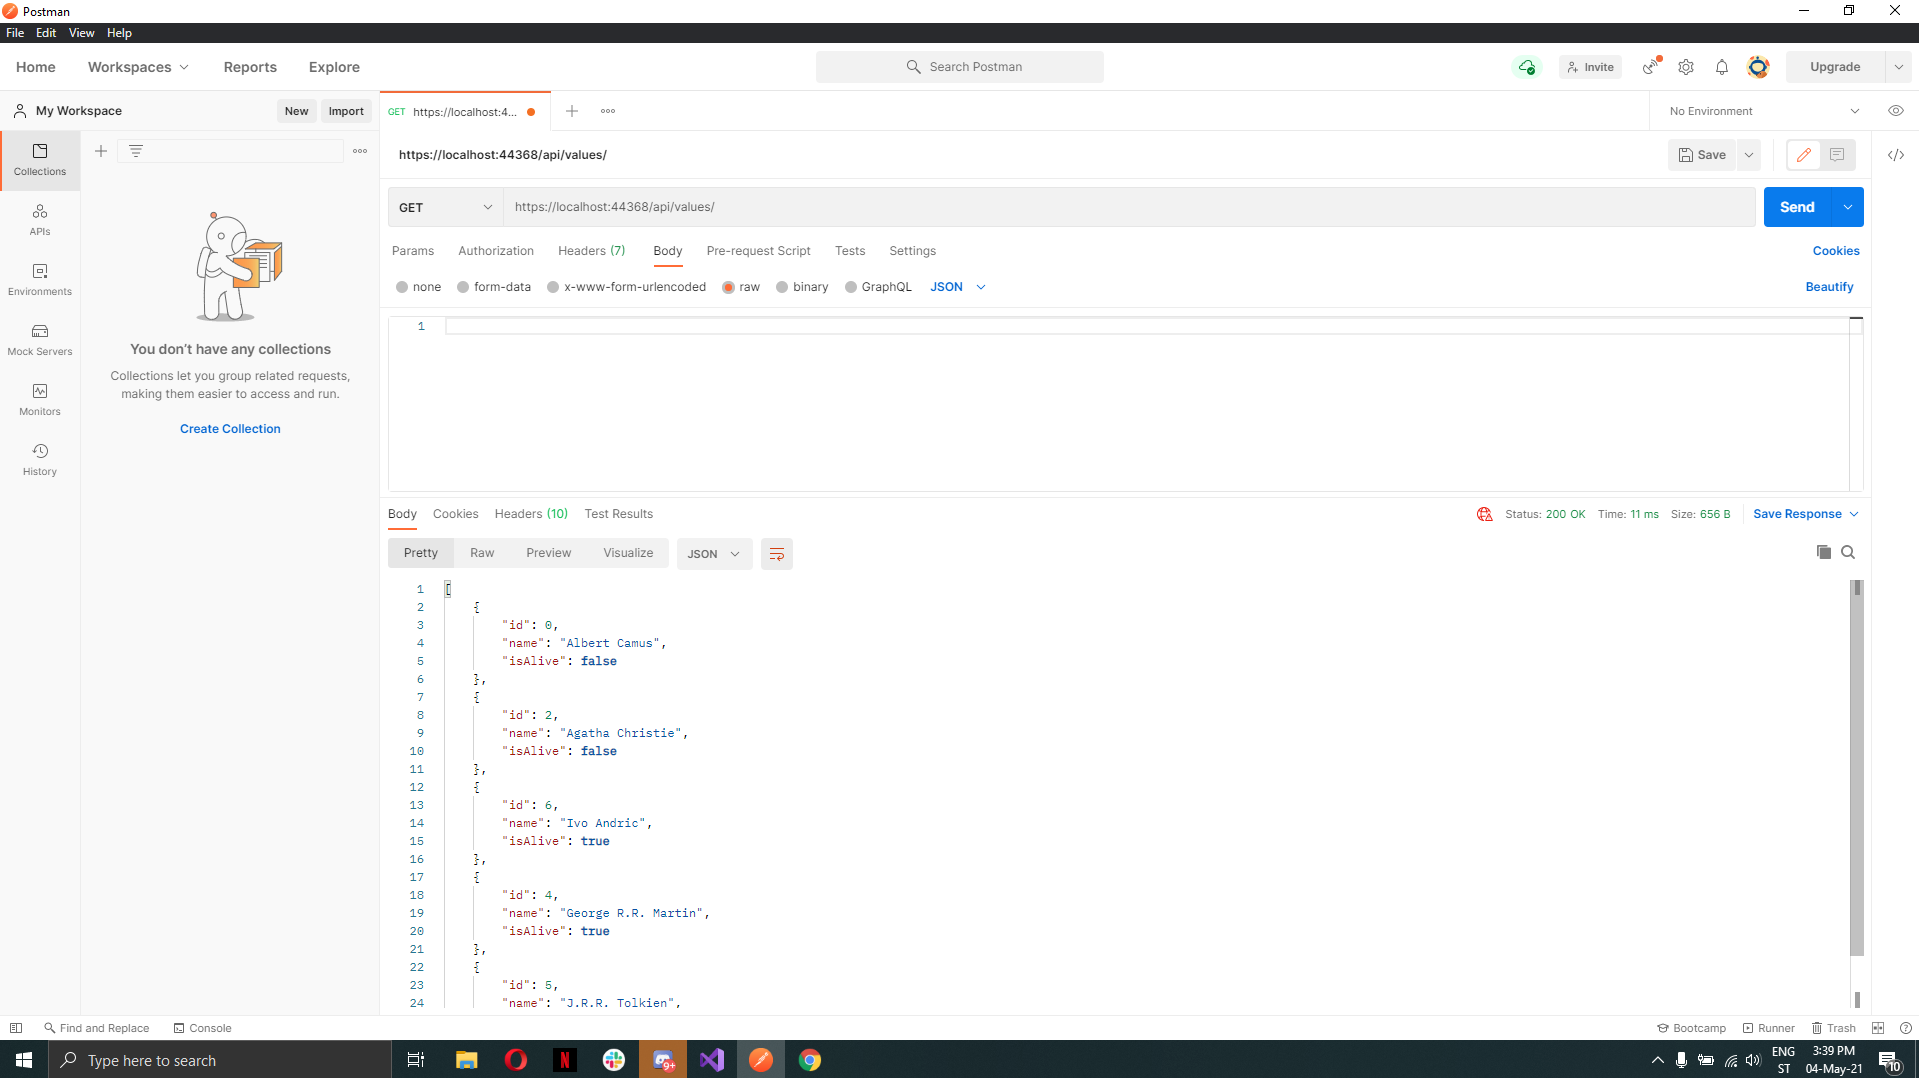 Postman
File Edit View Help
Home Workspaces Reports Explore Search Postman Invite Upgrade
My Workspace New Import GET https://localhost:4... No Environment
Collections
APIs
Environments
Mock Servers
Monitors
History
You don’t have any collections
Collections let you group related requests,
making them easier to access and run.
Create Collection
https://localhost:44368/api/values/ Save
GET https://localhost:44368/api/values/ Send
Params Authorization Headers (7) Body Pre-request Script Tests Settings Cookies
none form-data x-www-form-urlencoded raw binary GraphQL JSON Beautify
1
Body Cookies Headers (10) Test Results Status: 200 OK Time: 11 ms Size: 656 B Save Response
Pretty Raw Preview Visualize JSON
1 [
2 {
3 "id": 0,
4 "name": "Albert Camus",
5 "isAlive": false
6 },
7 {
8 "id": 2,
9 "name": "Agatha Christie",
10 "isAlive": false
11 },
12 {
13 "id": 6,
14 "name": "Ivo Andric",
15 "isAlive": true
16 },
17 {
18 "id": 4,
19 "name": "George R.R. Martin",
20 "isAlive": true
21 },
22 {
23 "id": 5,
24 "name": "J.R.R. Tolkien",
Find and Replace Console Bootcamp Runner Trash
Type here to search 9+ ENG 3:39 PM
ST 04-May-21 10